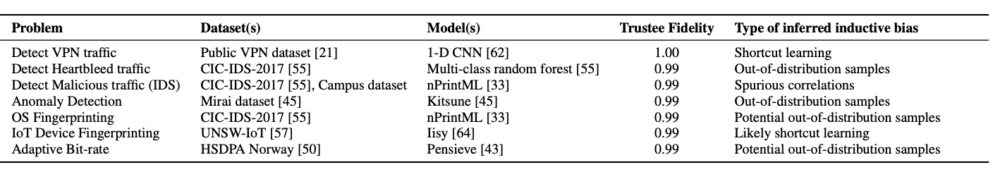 Problem Dataset(s) Model(s) Trustee Fidelity Type of inferred inductive bias
Detect VPN traffic Public VPN dataset [21] 1-D CNN [62] 1.00 Shortcut learning
Detect Heartbleed traffic CIC-IDS-2017 [55] Multi-class random forest [55] 0.99 Out-of-distribution samples
Detect Malicious traffic (IDS) CIC-IDS-2017 [55], Campus dataset nPrintML [33] 0.99 Spurious correlations
Anomaly Detection Mirai dataset [45] Kitsune [45] 0.99 Out-of-distribution samples
OS Fingerprinting CIC-IDS-2017 [55] nPrintML [33] 0.99 Potential out-of-distribution samples
IoT Device Fingerprinting UNSW-IoT [57] Iisy [64] 0.99 Likely shortcut learning
Adaptive Bit-rate HSDPA Norway [50] Pensieve [43] 0.99 Potential out-of-distribution samples